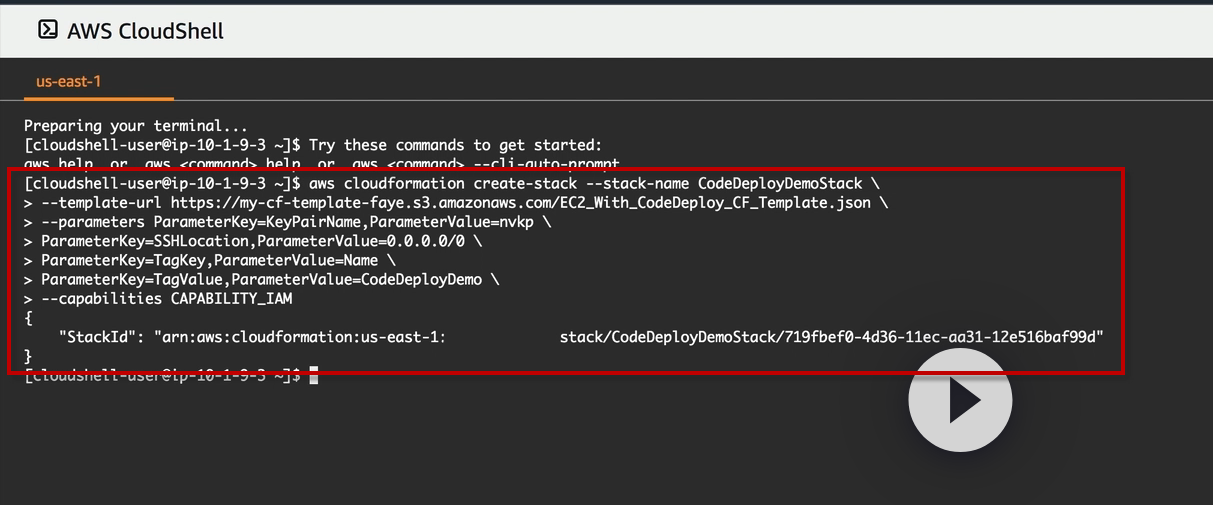 AWS CloudShell
us-east-1
Preparing your terminal...
[cloudshell-user@ip-10-1-9-3 ~]$ Try these commands to get started:
aws help  or  aws <command> help  or  aws <command> --cli-auto-prompt
[cloudshell-user@ip-10-1-9-3 ~]$ aws cloudformation create-stack --stack-name CodeDeployDemoStack \
> --template-url https://my-cf-template-faye.s3.amazonaws.com/EC2_With_CodeDeploy_CF_Template.json \
> --parameters ParameterKey=KeyPairName,ParameterValue=nvkp \
> ParameterKey=SSHLocation,ParameterValue=0.0.0.0/0 \
> ParameterKey=TagKey,ParameterValue=Name \
> ParameterKey=TagValue,ParameterValue=CodeDeployDemo \
> --capabilities CAPABILITY_IAM
{
    "StackId": "arn:aws:cloudformation:us-east-1:             stack/CodeDeployDemoStack/719fbef0-4d36-11ec-aa31-12e516baf99d"
}
[cloudshell-user@ip-10-1-9-3 ~]$